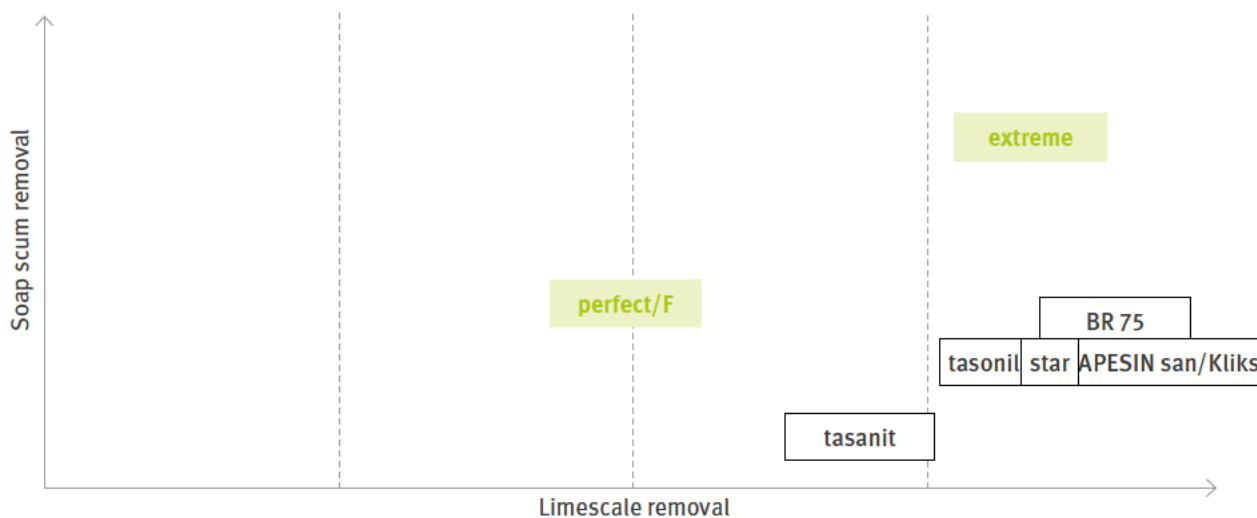 Soap scum removal
extreme
perfect/F
BR 75
tasonil star APESIN san/Kliks
tasanit
Limescale removal